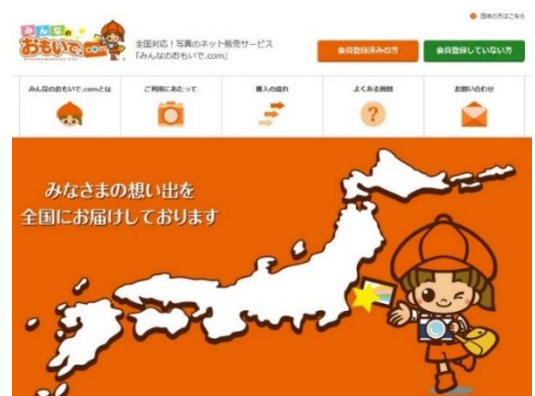 団体の方はこちら
みんなの
おもいで.com
全国対応！写真のネット販売サービス
「みんなのおもいで.com」
会員登録済みの方
会員登録していない方
みんなのおもいで.comとは
ご利用にあたって
購入の流れ
よくある質問
お問い合わせ
?
みなさまの想い出を
全国にお届けしております